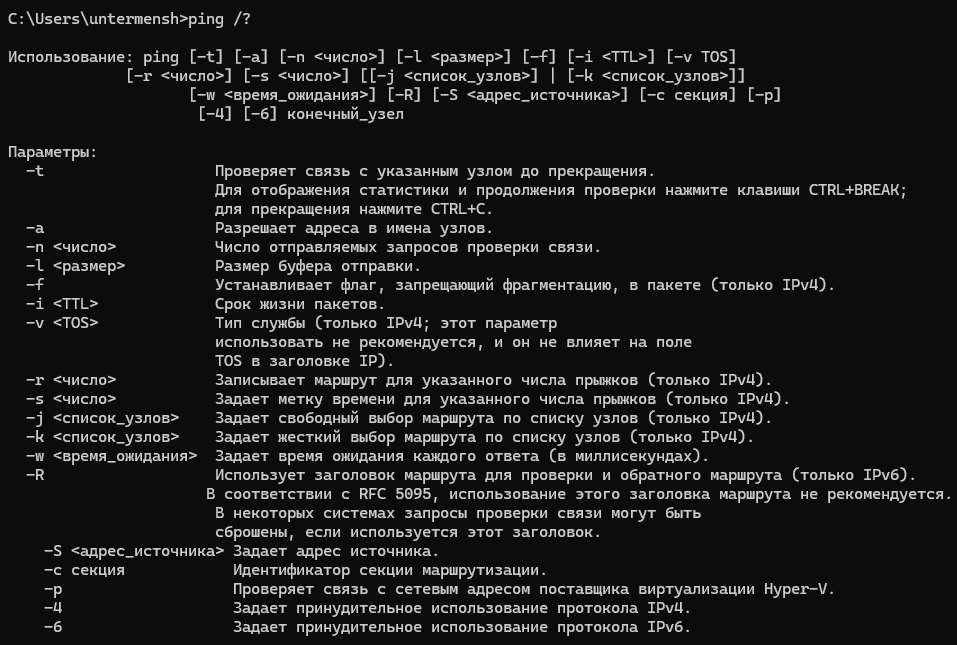 C:\Users\untermensh>ping /?
Использование: ping [-t] [-a] [-n <число>] [-l <размер>] [-f] [-i <TTL>] [-v TOS]
[-r <число>] [-s <число>] [[-j <список_узлов>] | [-k <список_узлов>]]
[-w <время_ожидания>] [-R] [-S <адрес_источника>] [-c секция] [-p]
[-4] [-6] конечный_узел
Параметры:
-t Проверяет связь с указанным узлом до прекращения.
Для отображения статистики и продолжения проверки нажмите клавиши CTRL+BREAK;
для прекращения нажмите CTRL+C.
-a Разрешает адреса в имена узлов.
-n <число> Число отправляемых запросов проверки связи.
-l <размер> Размер буфера отправки.
-f Устанавливает флаг, запрещающий фрагментацию, в пакете (только IPv4).
-i <TTL> Срок жизни пакетов.
-v <TOS> Тип службы (только IPv4; этот параметр
использовать не рекомендуется, и он не влияет на поле
TOS в заголовке IP).
-r <число> Записывает маршрут для указанного числа прыжков (только IPv4).
-s <число> Задает метку времени для указанного числа прыжков (только IPv4).
-j <список_узлов> Задает свободный выбор маршрута по списку узлов (только IPv4).
-k <список_узлов> Задает жесткий выбор маршрута по списку узлов (только IPv4).
-w <время_ожидания> Задает время ожидания каждого ответа (в миллисекундах).
-R Использует заголовок маршрута для проверки и обратного маршрута (только IPv6).
В соответствии с RFC 5095, использование этого заголовка маршрута не рекомендуется.
В некоторых системах запросы проверки связи могут быть
сброшены, если используется этот заголовок.
-S <адрес_источника> Задает адрес источника.
-c секция Идентификатор секции маршрутизации.
-p Проверяет связь с сетевым адресом поставщика виртуализации Hyper-V.
-4 Задает принудительное использование протокола IPv4.
-6 Задает принудительное использование протокола IPv6.